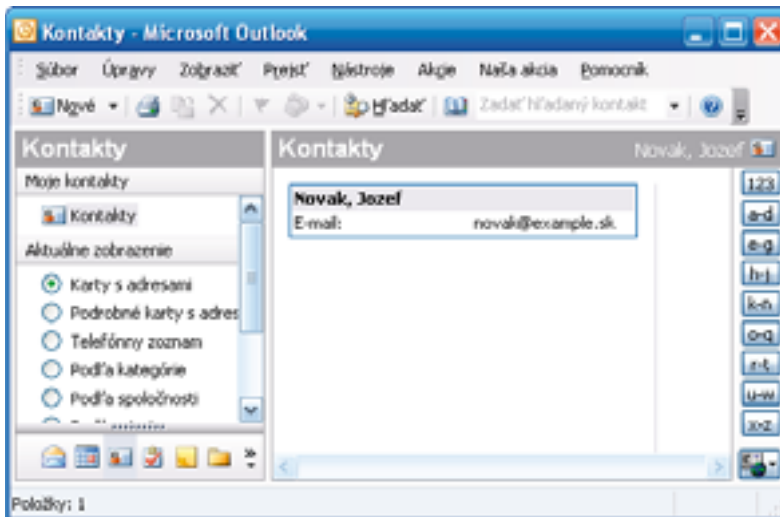 Kontakty - Microsoft Outlook
Súbor Úpravy Zobraziť Prejsť Nástroje Akcie Naša akcia Pomocník
Nové Hľadať Zadať hľadaný kontakt
Kontakty
Moje kontakty
Kontakty
Aktuálne zobrazenie
Karty s adresami
Podrobné karty s adres
Telefónny zoznam
Podľa kategórie
Podľa spoločnosti
Kontakty Novak, Jozef
Novak, Jozef
E-mail: novak@example.sk
123
a-d
e-g
h-j
k-n
o-q
r-t
u-w
x-z
Položky: 1